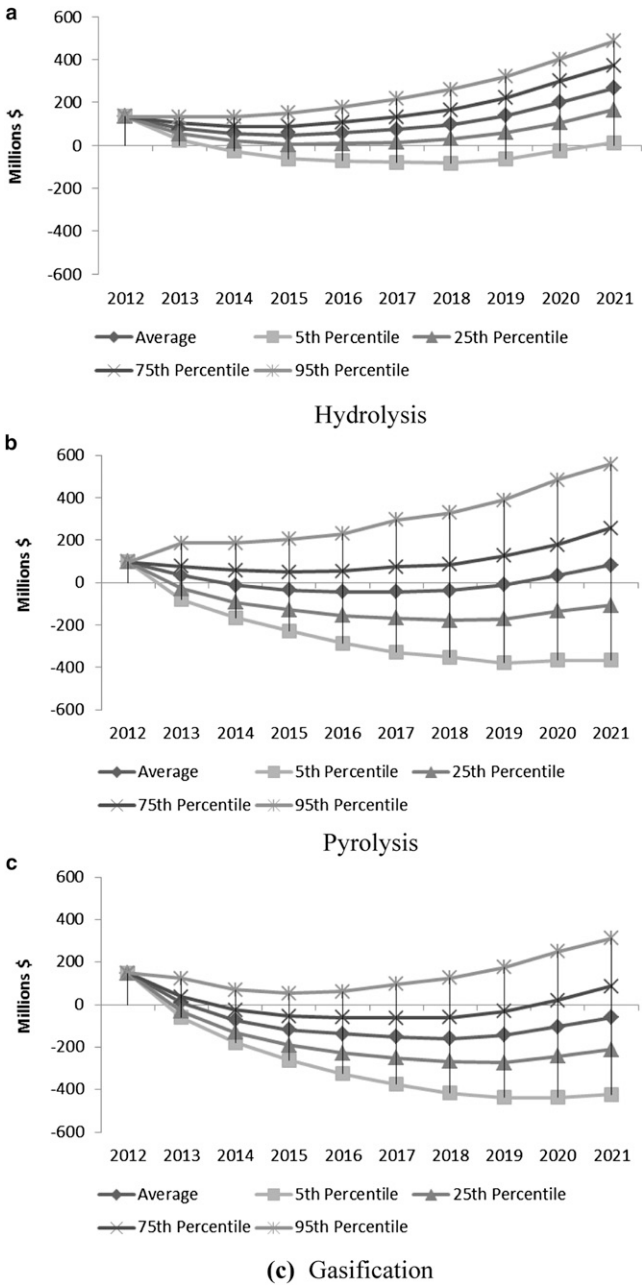 a
600
400
200
0
-200
-400
-600
Millions $
2012 2013 2014 2015 2016 2017 2018 2019 2020 2021
Average 5th Percentile 25th Percentile
75th Percentile 95th Percentile
Hydrolysis
b
600
400
200
0
-200
-400
-600
Millions $
2012 2013 2014 2015 2016 2017 2018 2019 2020 2021
Average 5th Percentile 25th Percentile
75th Percentile 95th Percentile
Pyrolysis
c
600
400
200
0
-200
-400
-600
Millions $
2012 2013 2014 2015 2016 2017 2018 2019 2020 2021
Average 5th Percentile 25th Percentile
75th Percentile 95th Percentile
(c) Gasification